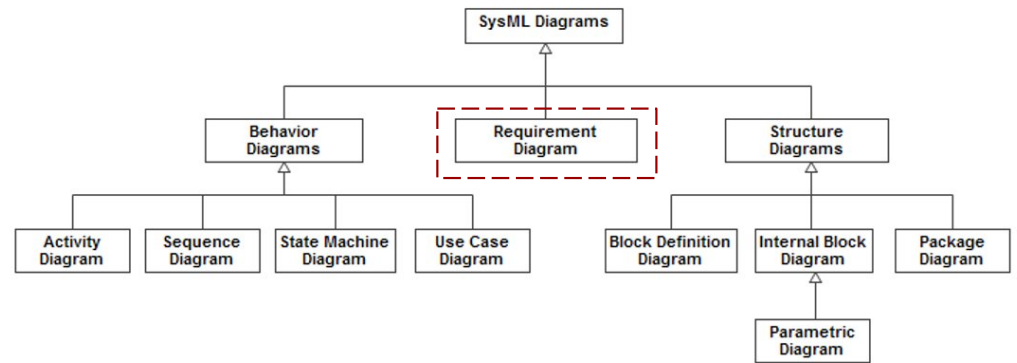 SysML Diagrams
Behavior
Diagrams
Requirement
Diagram
Structure
Diagrams
Activity
Diagram
Sequence
Diagram
State Machine
Diagram
Use Case
Diagram
Block Definition
Diagram
Internal Block
Diagram
Package
Diagram
Parametric
Diagram